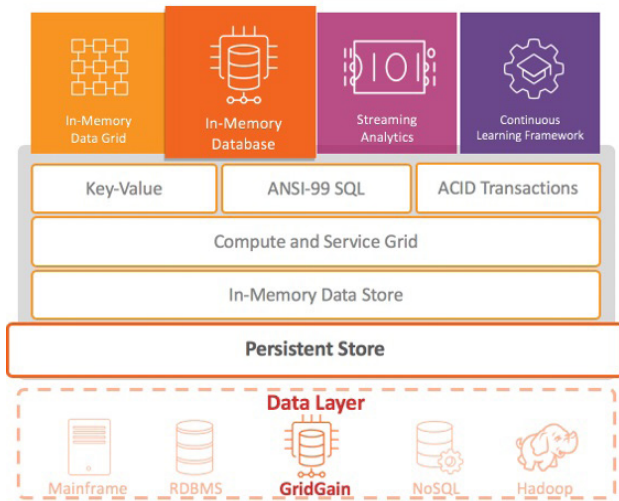 In-Memory
Data Grid
In-Memory
Database
Streaming
Analytics
Continuous
Learning Framework
Key-Value
ANSI-99 SQL
ACID Transactions
Compute and Service Grid
In-Memory Data Store
Persistent Store
Data Layer
Mainframe
RDBMS
GridGain
NoSQL
Hadoop